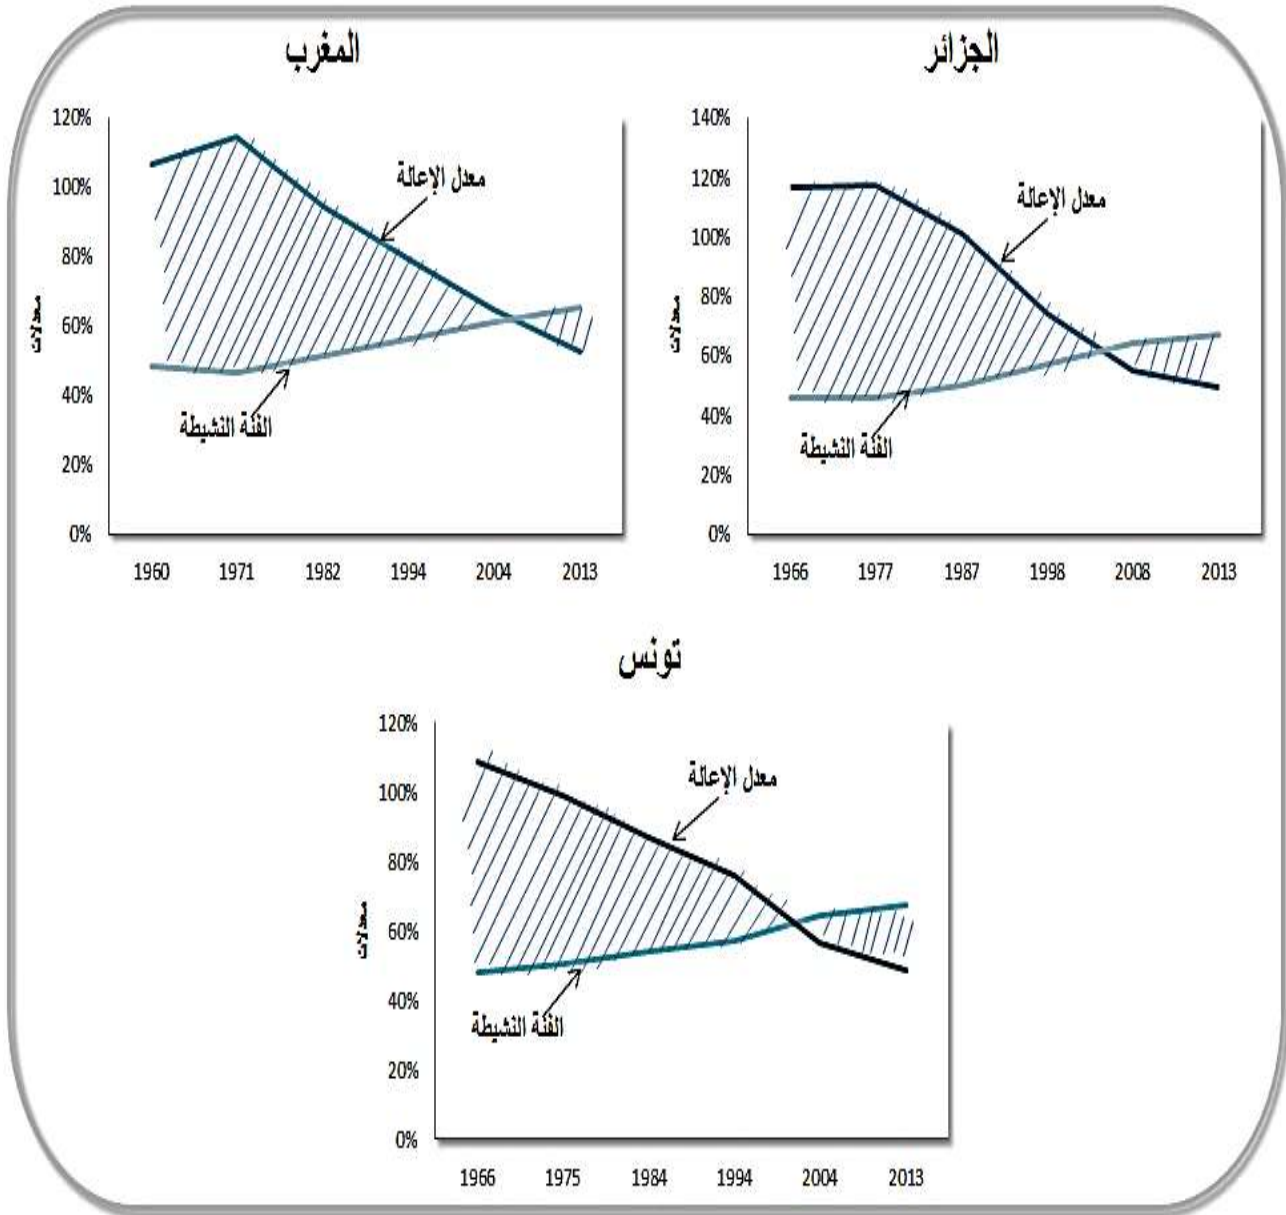 المغرب
120%
100%
80%
60%
40%
20%
0%
معدلات
معدل الإعالة
الفئة النشيطة
1960 1971 1982 1994 2004 2013
الجزائر
140%
120%
100%
80%
60%
40%
20%
0%
معدلات
معدل الإعالة
الفئة النشيطة
1966 1977 1987 1998 2008 2013
تونس
120%
100%
80%
60%
40%
20%
0%
معدلات
معدل الإعالة
الفئة النشيطة
1966 1975 1984 1994 2004 2013